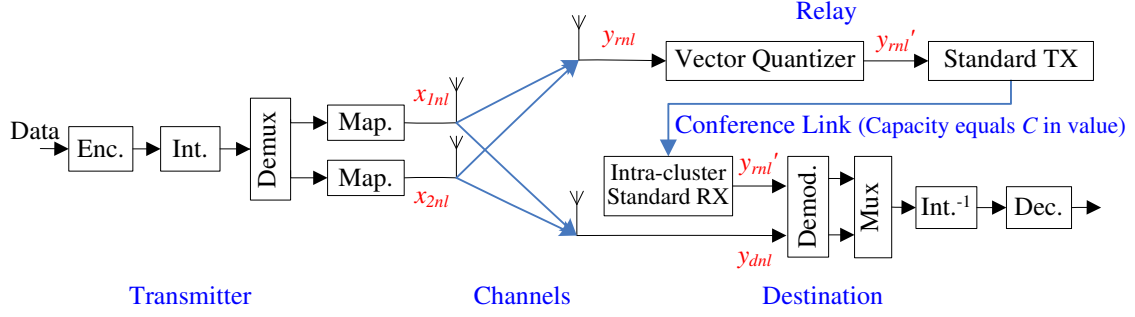 Relay
y_rnl
Vector Quantizer
y_rnl'
Standard TX
x_1nl
Data
Enc.
Int.
Demux
Map.
Map.
x_2nl
Conference Link (Capacity equals C in value)
Intra-cluster
Standard RX
y_rnl'
y_dnl
Demod.
Mux
Int.⁻¹
Dec.
Transmitter
Channels
Destination